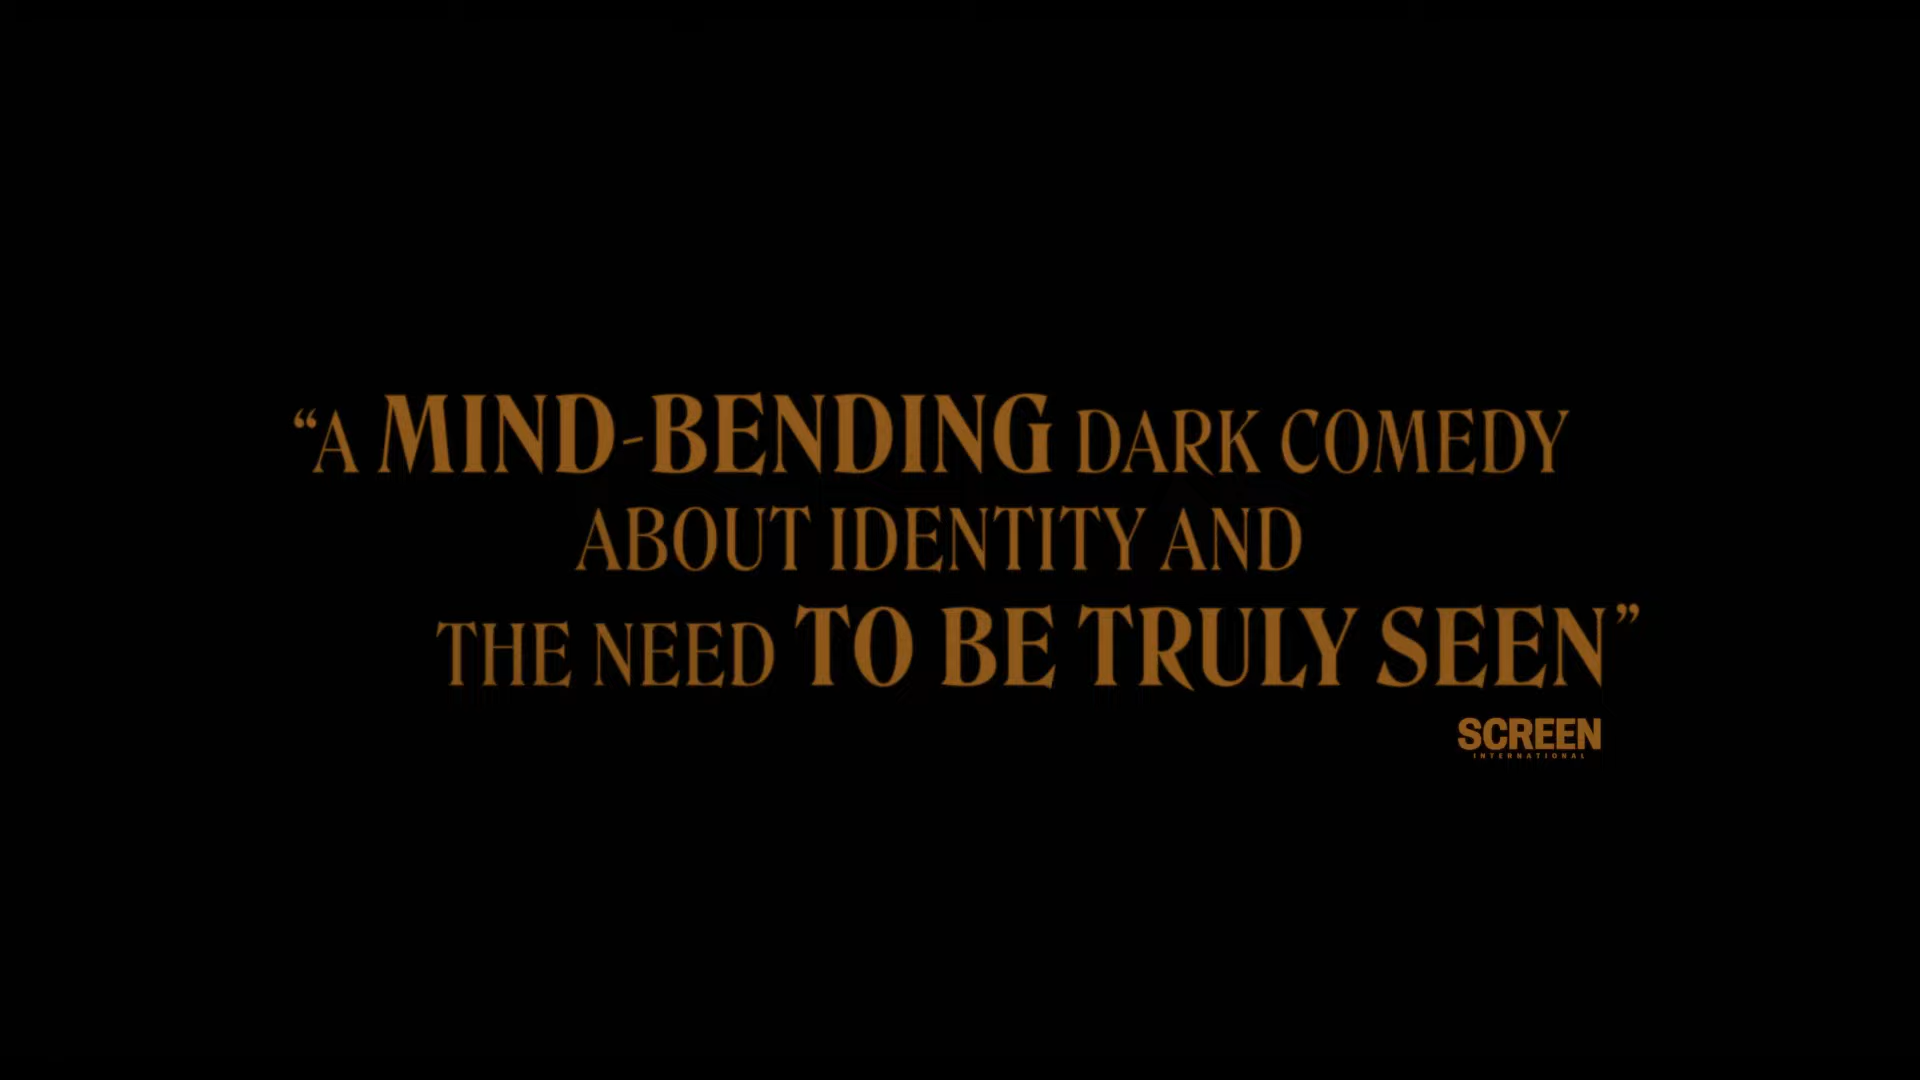 “A MIND-BENDING DARK COMEDY
ABOUT IDENTITY AND
THE NEED TO BE TRULY SEEN”
SCREEN
INTERNATIONAL